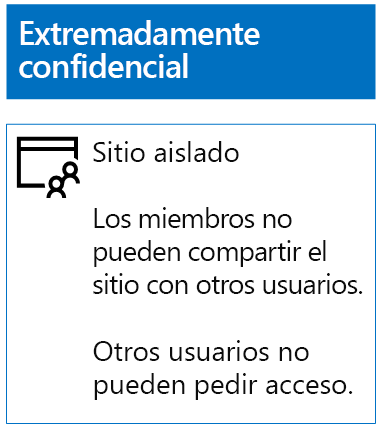 Extremadamente
confidencial
Sitio aislado
Los miembros no
pueden compartir el
sitio con otros usuarios.
Otros usuarios no
pueden pedir acceso.